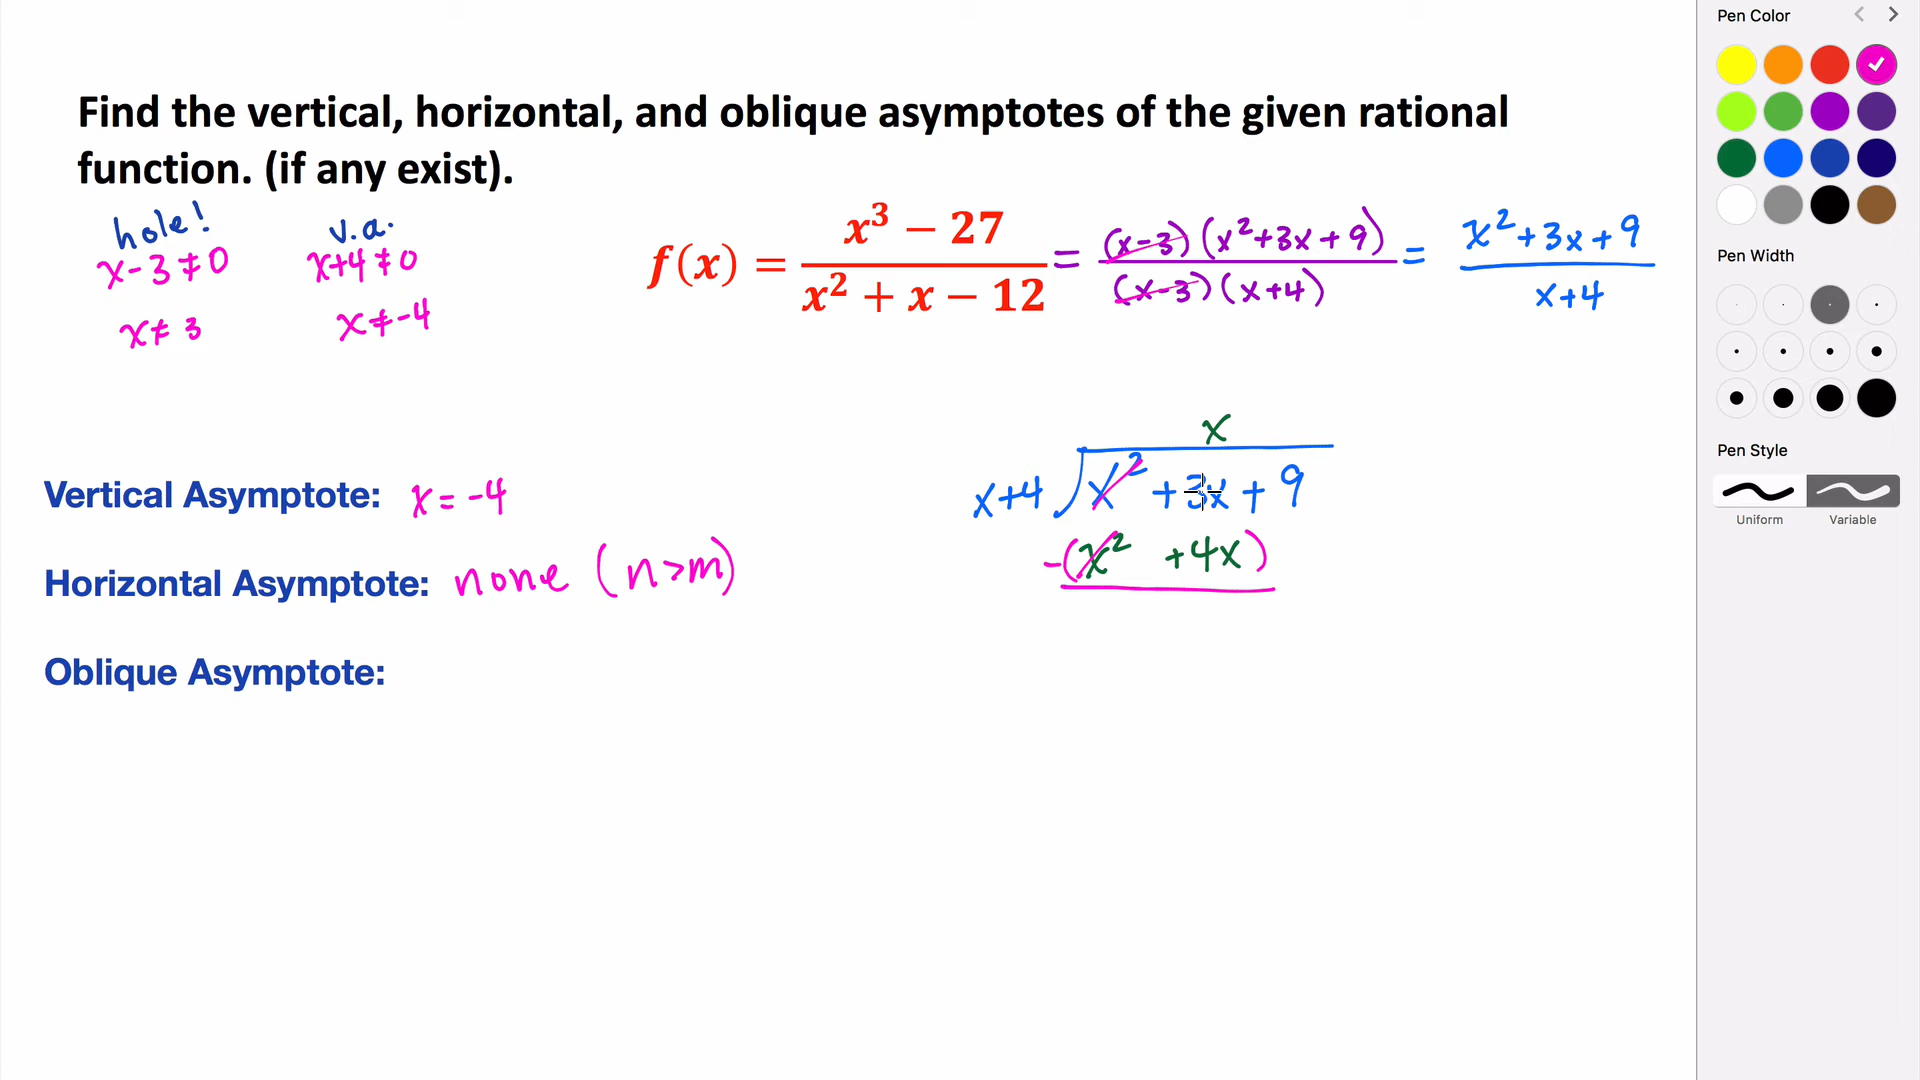 Find the vertical, horizontal, and oblique asymptotes of the given rational
function. (if any exist).
hole! v.a.
x-3≠0 x+4≠0
x≠3 x≠-4
f(x) = x³ − 27 / x² + x − 12 = (x-3)(x²+3x+9) / (x-3)(x+4) = x²+3x+9 / x+4
x
x+4 √ x² +3x + 9
-(x² +4x)
Vertical Asymptote: x = -4
Horizontal Asymptote: none (n>m)
Oblique Asymptote:
Pen Color
Pen Width
Pen Style
Uniform Variable